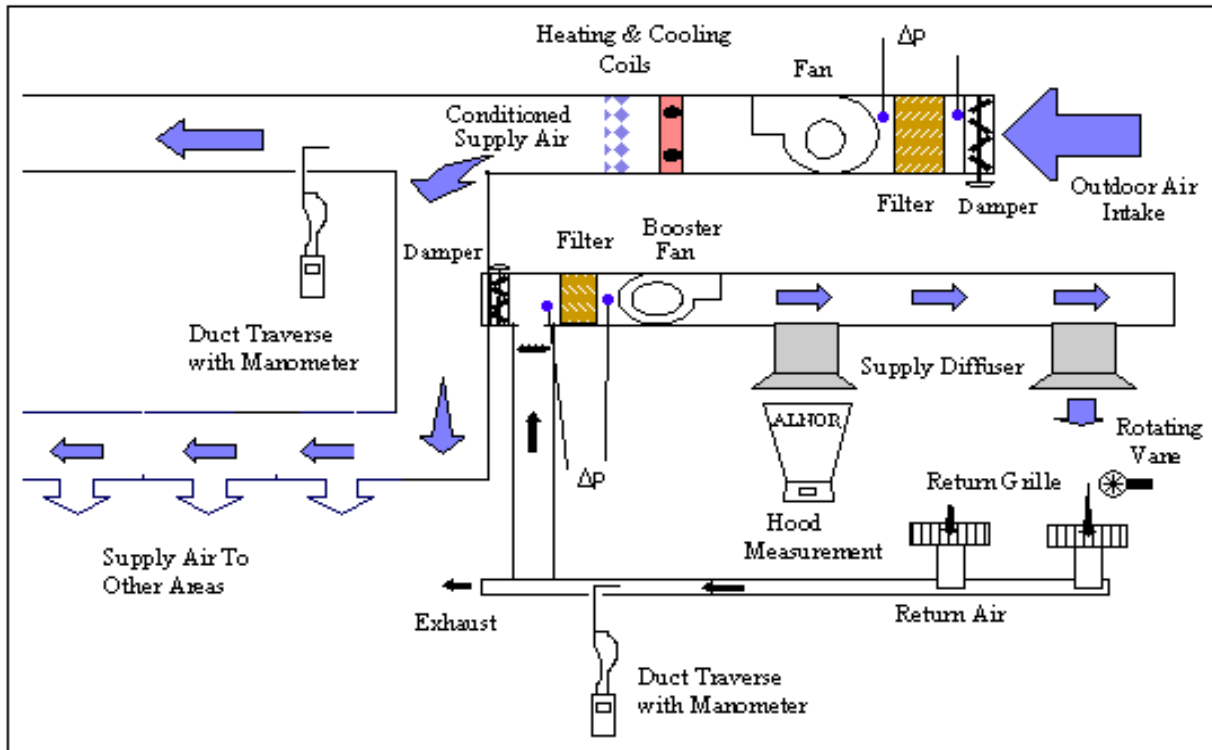 Heating & Cooling
Coils
Δp
Fan
Conditioned
Supply Air
Outdoor Air
Intake
Filter
Damper
Damper
Filter
Booster
Fan
Duct Traverse
with Manometer
Supply Diffuser
ALNOR
Rotating
Vane
Δp
Return Grille
Hood
Measurement
Supply Air To
Other Areas
Exhaust
Return Air
Duct Traverse
with Manometer